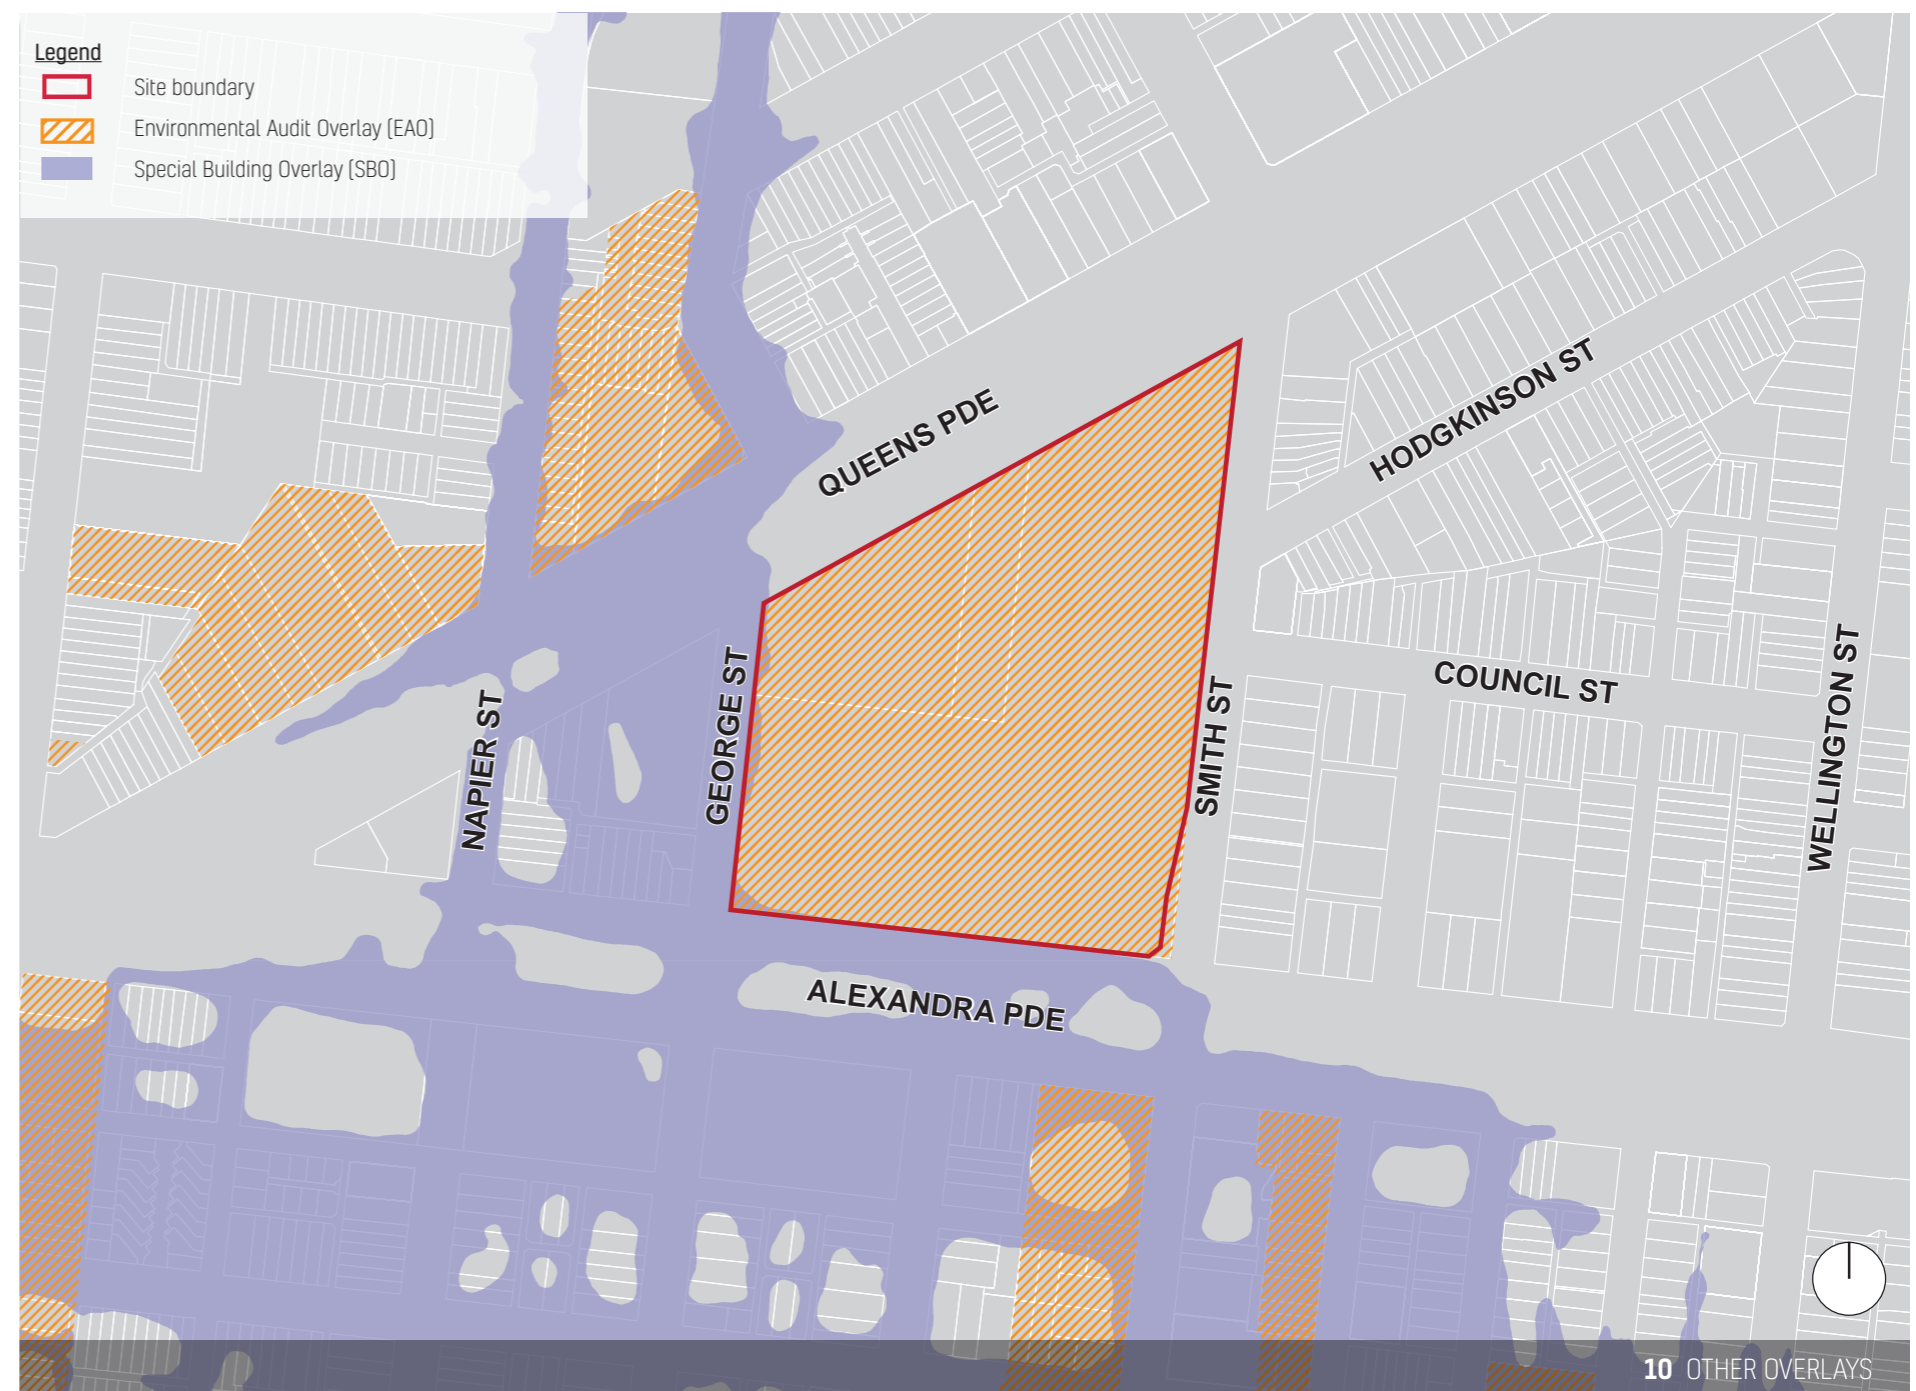 Legend
Site boundary
Environmental Audit Overlay (EAO)
Special Building Overlay (SBO)
QUEENS PDE
HODGKINSON ST
COUNCIL ST
WELLINGTON ST
SMITH ST
GEORGE ST
NAPIER ST
ALEXANDRA PDE
10 OTHER OVERLAYS